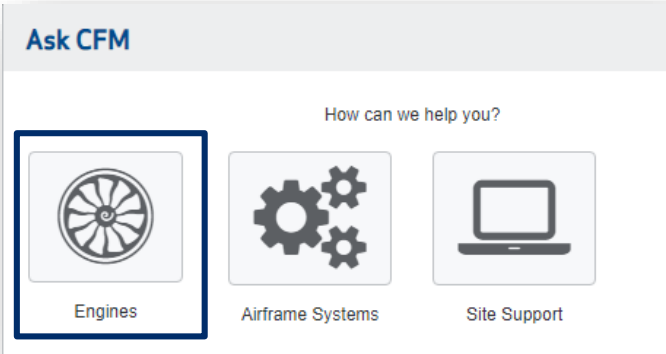 Ask CFM
How can we help you?
Engines
Airframe Systems
Site Support